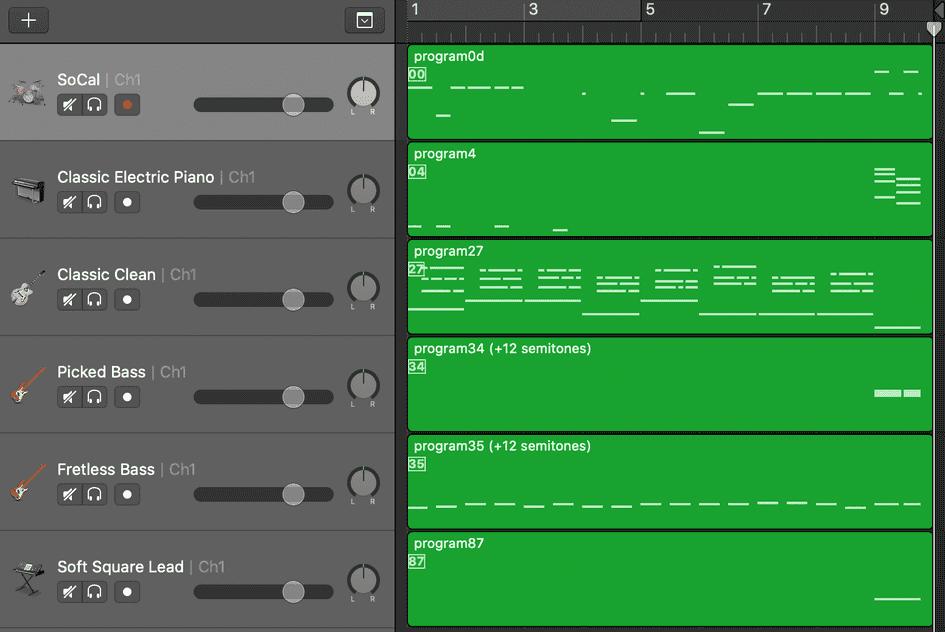 1 3 5 7 9
SoCal | Ch1
L R
program0d
00
Classic Electric Piano | Ch1
L R
program4
04
Classic Clean | Ch1
L R
program27
27
Picked Bass | Ch1
L R
program34 (+12 semitones)
34
Fretless Bass | Ch1
L R
program35 (+12 semitones)
35
Soft Square Lead | Ch1
L R
program87
87